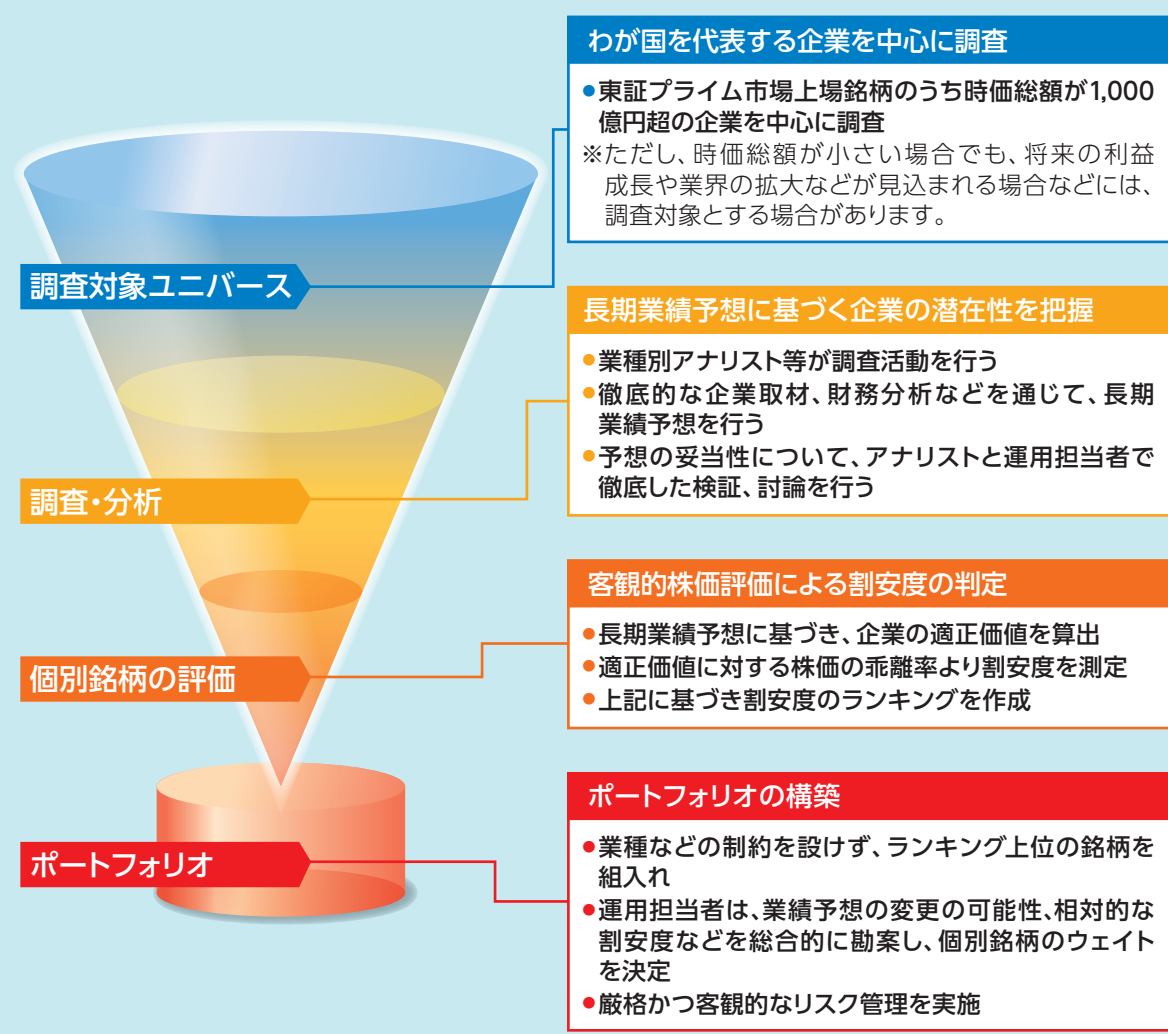 わが国を代表する企業を中心に調査
●東証プライム市場上場銘柄のうち時価総額が1,000
億円超の企業を中心に調査
※ただし、時価総額が小さい場合でも、将来の利益
成長や業界の拡大などが見込まれる場合などには、
調査対象とする場合があります。
調査対象ユニバース
長期業績予想に基づく企業の潜在性を把握
●業種別アナリスト等が調査活動を行う
●徹底的な企業取材、財務分析などを通じて、長期
業績予想を行う
●予想の妥当性について、アナリストと運用担当者で
徹底した検証、討論を行う
調査・分析
客観的株価評価による割安度の判定
●長期業績予想に基づき、企業の適正価値を算出
●適正価値に対する株価の乖離率より割安度を測定
●上記に基づき割安度のランキングを作成
個別銘柄の評価
ポートフォリオの構築
●業種などの制約を設けず、ランキング上位の銘柄を
組入れ
●運用担当者は、業績予想の変更の可能性、相対的な
割安度などを総合的に勘案し、個別銘柄のウェイト
を決定
●厳格かつ客観的なリスク管理を実施
ポートフォリオ